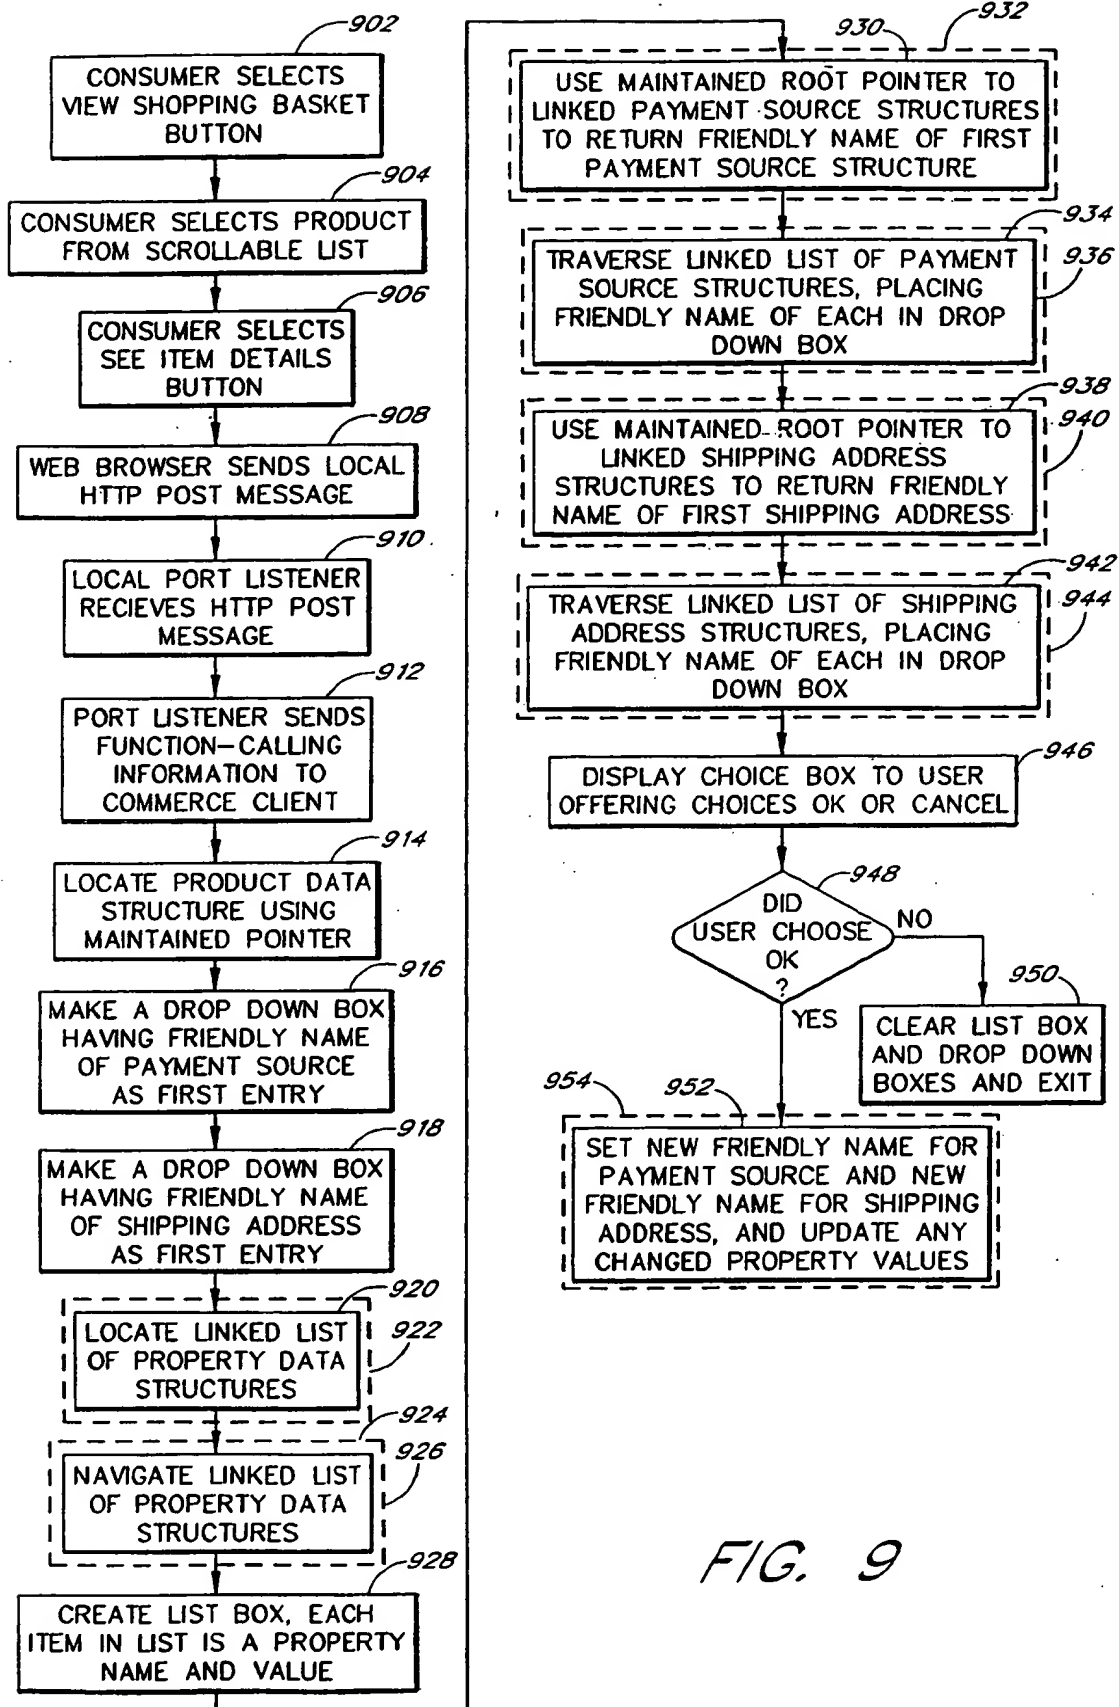 902
CONSUMER SELECTS
VIEW SHOPPING BASKET
BUTTON
904
CONSUMER SELECTS PRODUCT
FROM SCROLLABLE LIST
906
CONSUMER SELECTS
SEE ITEM DETAILS
BUTTON
908
WEB BROWSER SENDS LOCAL
HTTP POST MESSAGE
910
LOCAL PORT LISTENER
RECIEVES HTTP POST
MESSAGE
912
PORT LISTENER SENDS
FUNCTION-CALLING
INFORMATION TO
COMMERCE CLIENT
914
LOCATE PRODUCT DATA
STRUCTURE USING
MAINTAINED POINTER
916
MAKE A DROP DOWN BOX
HAVING FRIENDLY NAME
OF PAYMENT SOURCE
AS FIRST ENTRY
918
MAKE A DROP DOWN BOX
HAVING FRIENDLY NAME
OF SHIPPING ADDRESS
AS FIRST ENTRY
920
922
LOCATE LINKED LIST
OF PROPERTY DATA
STRUCTURES
924
926
NAVIGATE LINKED LIST
OF PROPERTY DATA
STRUCTURES
928
CREATE LIST BOX, EACH
ITEM IN LIST IS A PROPERTY
NAME AND VALUE
930
932
USE MAINTAINED ROOT POINTER TO
LINKED PAYMENT SOURCE STRUCTURES
TO RETURN FRIENDLY NAME OF FIRST
PAYMENT SOURCE STRUCTURE
934
936
TRAVERSE LINKED LIST OF PAYMENT
SOURCE STRUCTURES, PLACING
FRIENDLY NAME OF EACH IN DROP
DOWN BOX
938
940
USE MAINTAINED ROOT POINTER TO
LINKED SHIPPING ADDRESS
STRUCTURES TO RETURN FRIENDLY
NAME OF FIRST SHIPPING ADDRESS
942
944
TRAVERSE LINKED LIST OF SHIPPING
ADDRESS STRUCTURES, PLACING
FRIENDLY NAME OF EACH IN DROP
DOWN BOX
946
DISPLAY CHOICE BOX TO USER
OFFERING CHOICES OK OR CANCEL
948
DID
USER CHOOSE
OK
?
NO
YES
950
CLEAR LIST BOX
AND DROP DOWN
BOXES AND EXIT
954
952
SET NEW FRIENDLY NAME FOR
PAYMENT SOURCE AND NEW
FRIENDLY NAME FOR SHIPPING
ADDRESS, AND UPDATE ANY
CHANGED PROPERTY VALUES
FIG. 9